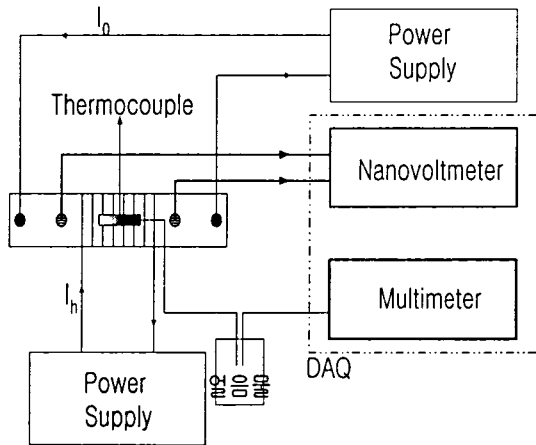 I0
Power
Supply
Thermocouple
Nanovoltmeter
Ih
Multimeter
DAQ
Power
Supply